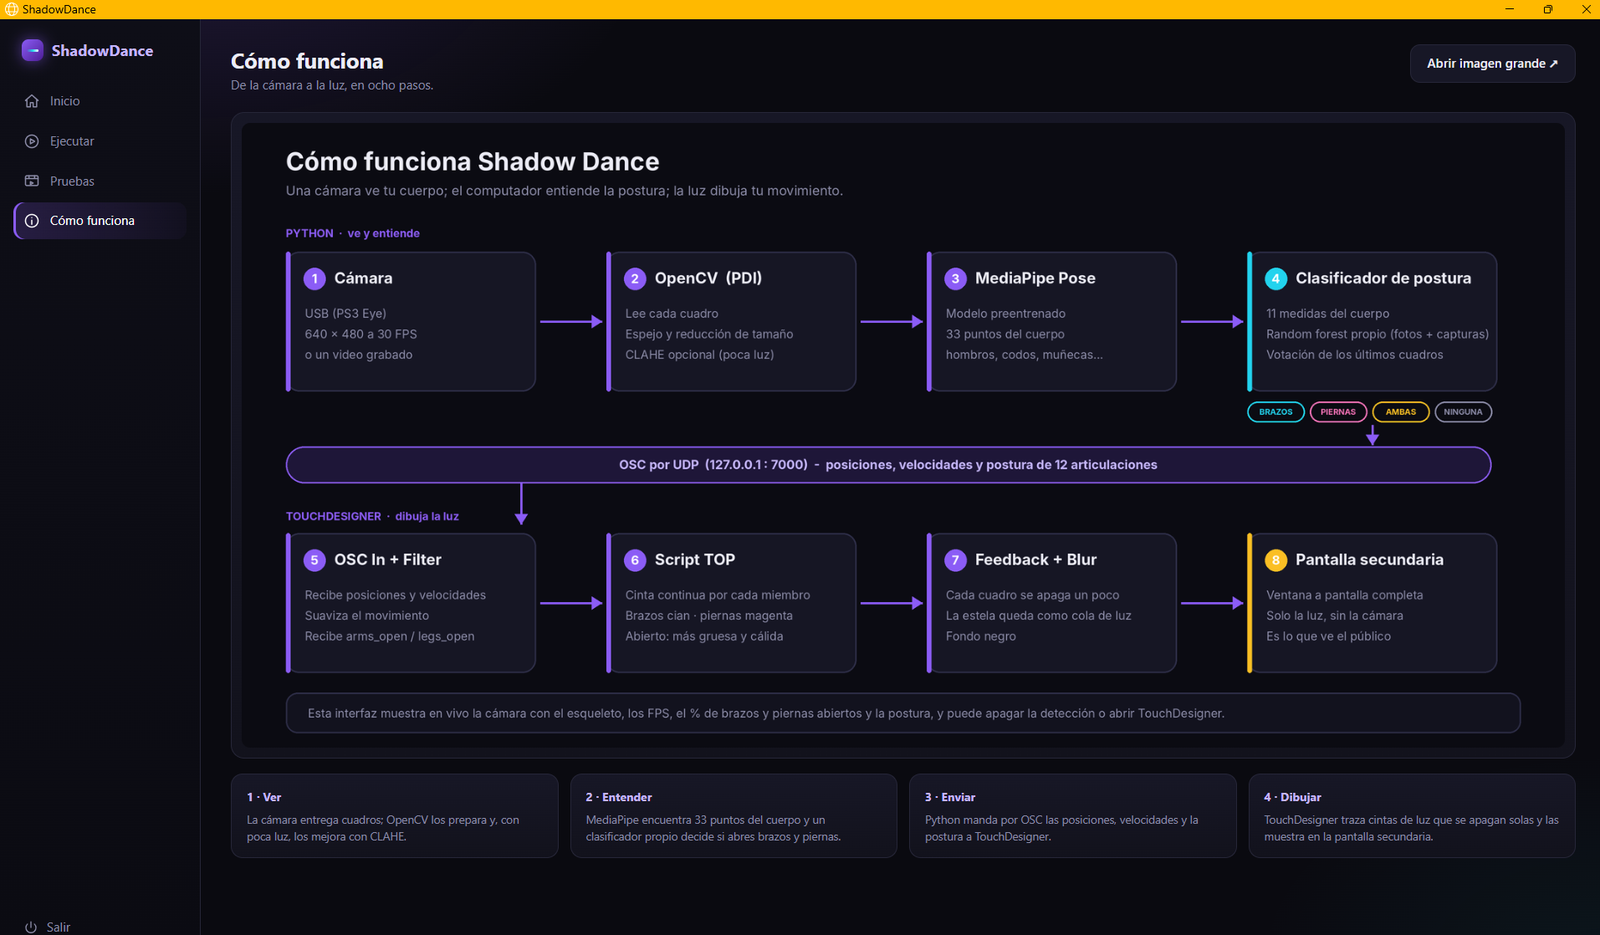 ShadowDance
ShadowDance
Inicio
Ejecutar
Pruebas
Cómo funciona
Salir
Cómo funciona
De la cámara a la luz, en ocho pasos.
Abrir imagen grande ↗
Cómo funciona Shadow Dance
Una cámara ve tu cuerpo; el computador entiende la postura; la luz dibuja tu movimiento.
PYTHON · ve y entiende
1 Cámara
USB (PS3 Eye)
640 × 480 a 30 FPS
o un video grabado
2 OpenCV (PDI)
Lee cada cuadro
Espejo y reducción de tamaño
CLAHE opcional (poca luz)
3 MediaPipe Pose
Modelo preentrenado
33 puntos del cuerpo
hombros, codos, muñecas...
4 Clasificador de postura
11 medidas del cuerpo
Random forest propio (fotos + capturas)
Votación de los últimos cuadros
BRAZOS PIERNAS AMBAS NINGUNA
OSC por UDP (127.0.0.1 : 7000) - posiciones, velocidades y postura de 12 articulaciones
TOUCHDESIGNER · dibuja la luz
5 OSC In + Filter
Recibe posiciones y velocidades
Suaviza el movimiento
Recibe arms_open / legs_open
6 Script TOP
Cinta continua por cada miembro
Brazos cian · piernas magenta
Abierto: más gruesa y cálida
7 Feedback + Blur
Cada cuadro se apaga un poco
La estela queda como cola de luz
Fondo negro
8 Pantalla secundaria
Ventana a pantalla completa
Solo la luz, sin la cámara
Es lo que ve el público
Esta interfaz muestra en vivo la cámara con el esqueleto, los FPS, el % de brazos y piernas abiertos y la postura, y puede apagar la detección o abrir TouchDesigner.
1 · Ver
La cámara entrega cuadros; OpenCV los prepara y, con
poca luz, los mejora con CLAHE.
2 · Entender
MediaPipe encuentra 33 puntos del cuerpo y un
clasificador propio decide si abres brazos y piernas.
3 · Enviar
Python manda por OSC las posiciones, velocidades y la
postura a TouchDesigner.
4 · Dibujar
TouchDesigner traza cintas de luz que se apagan solas y las
muestra en la pantalla secundaria.